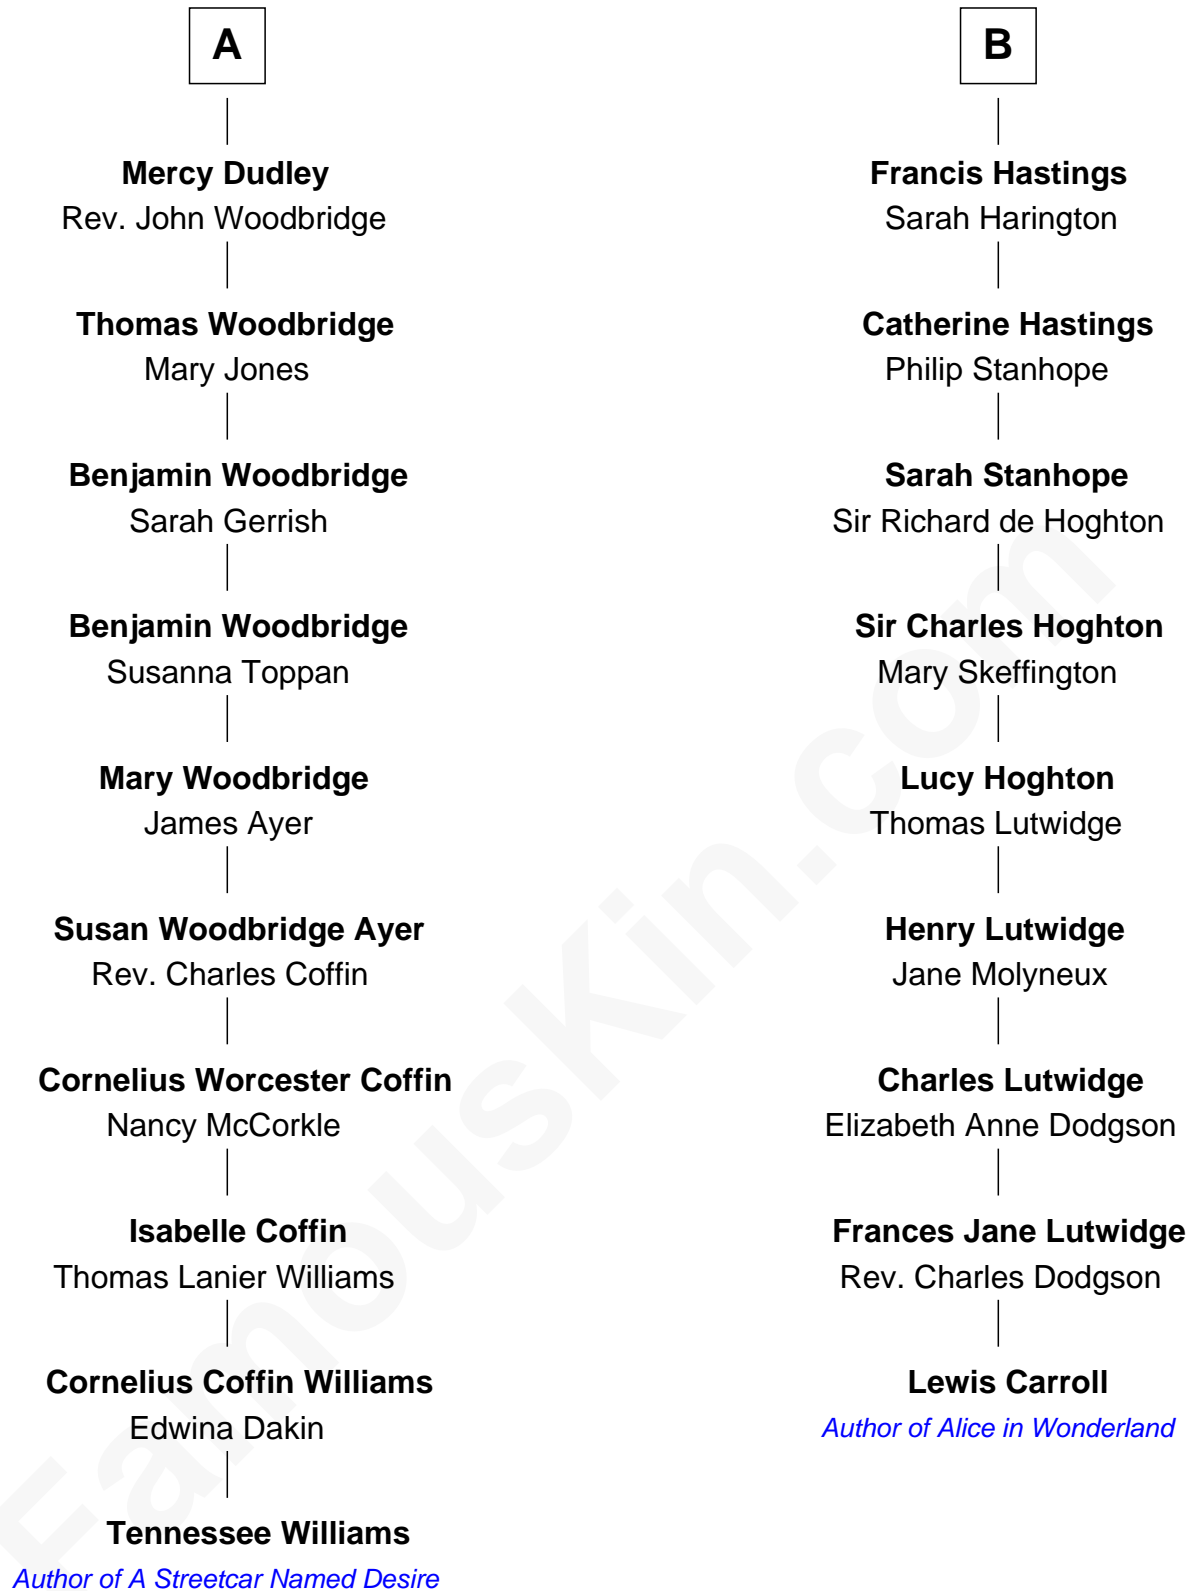 A
Mercy Dudley
Rev. John Woodbridge
Thomas Woodbridge
Mary Jones
Benjamin Woodbridge
Sarah Gerrish
Benjamin Woodbridge
Susanna Toppan
Mary Woodbridge
James Ayer
Susan Woodbridge Ayer
Rev. Charles Coffin
Cornelius Worcester Coffin
Nancy McCorkle
Isabelle Coffin
Thomas Lanier Williams
Cornelius Coffin Williams
Edwina Dakin
Tennessee Williams
Author of A Streetcar Named Desire
B
Francis Hastings
Sarah Harington
Catherine Hastings
Philip Stanhope
Sarah Stanhope
Sir Richard de Hoghton
Sir Charles Hoghton
Mary Skeffington
Lucy Hoghton
Thomas Lutwidge
Henry Lutwidge
Jane Molyneux
Charles Lutwidge
Elizabeth Anne Dodgson
Frances Jane Lutwidge
Rev. Charles Dodgson
Lewis Carroll
Author of Alice in Wonderland
FamousKin.com